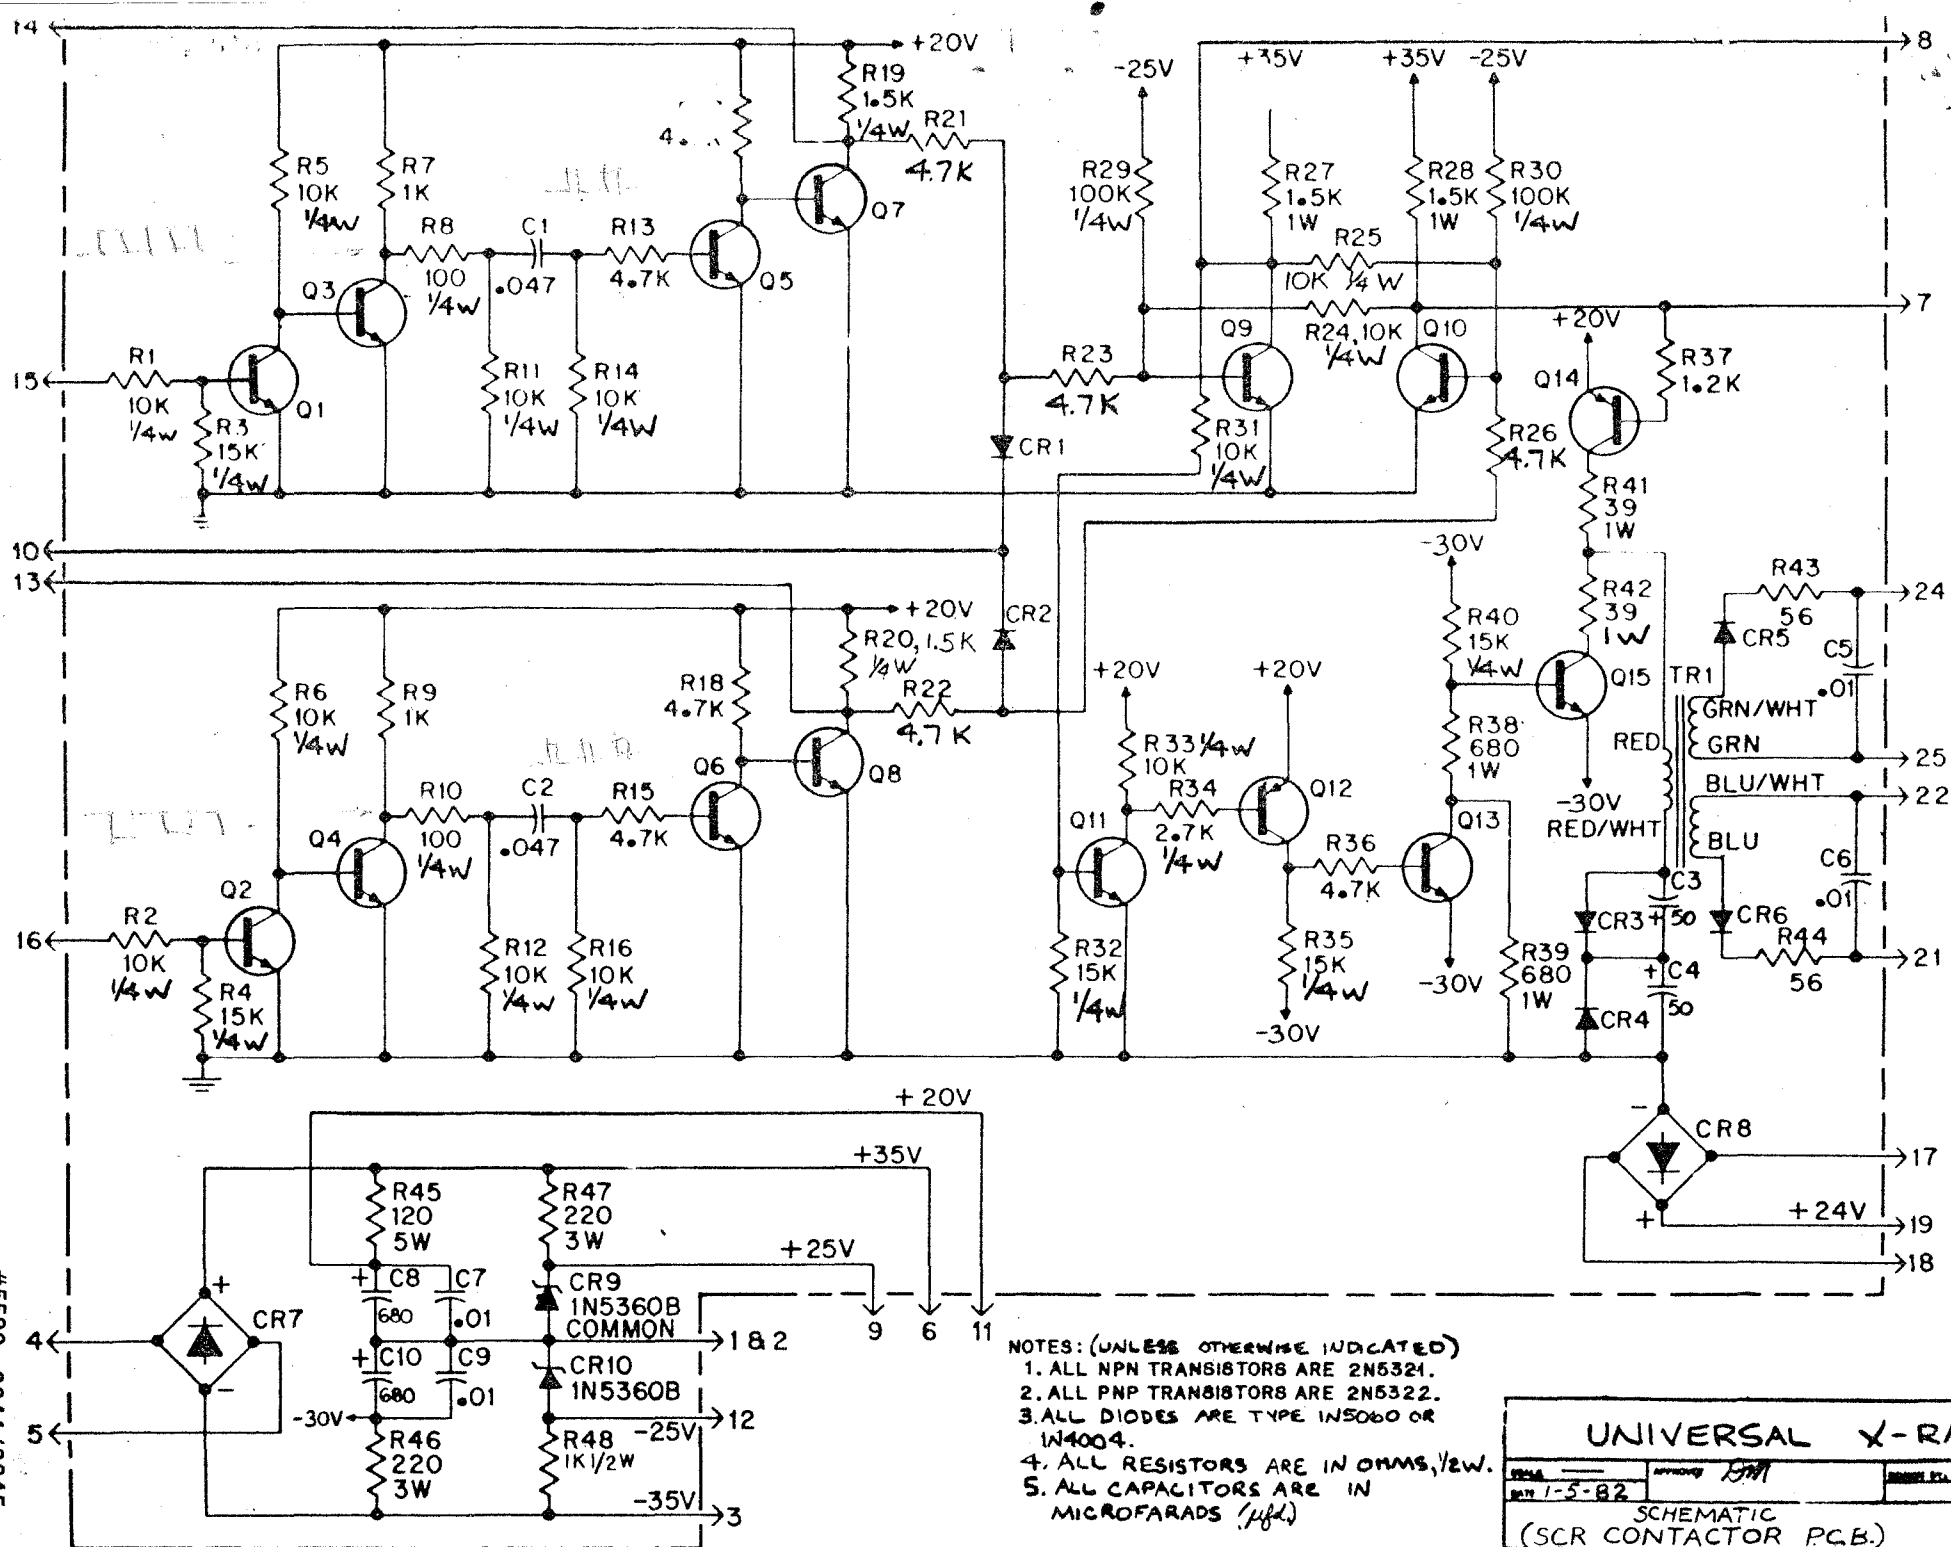 14
+20V
8
-25V
+35V
+35V
-25V
R19
1.5K
1/4W
R21
4.7K
4.
R5
10K
1/4W
R7
1K
R8
100
1/4W
C1
.047
R13
4.7K
Q7
Q5
Q3
R29
100K
1/4W
R27
1.5K
1W
R28
1.5K
1W
R30
100K
1/4W
R25
10K 1/4W
7
R24,10K
1/4W
Q9
Q10
+20V
R37
1.2K
Q14
R1
10K
1/4W
15
Q1
R3
15K
1/4W
R11
10K
1/4W
R14
10K
1/4W
R23
4.7K
CR1
R31
10K
1/4W
R26
4.7K
R41
39
1W
10
13
-30V
R43
56
24
+20V
R20,1.5K
1/4W
CR2
R42
39
1W
CR5
C5
.01
R40
15K
1/4W
Q15
TR1
R6
10K
1/4W
R9
1K
R18
4.7K
R22
4.7K
+20V
+20V
GRN/WHT
GRN
25
RED
R38
680
1W
R33 1/4W
10K
Q8
Q6
R10
100
1/4W
C2
.047
R15
4.7K
R34
2.7K
1/4W
Q12
-30V
RED/WHT
BLU/WHT
22
BLU
Q11
Q13
Q4
R36
4.7K
C6
.01
C3
+50
CR3
CR6
Q2
R2
10K
1/4W
16
R4
15K
1/4W
R12
10K
1/4W
R16
10K
1/4W
R32
15K
1/4W
R35
15K
1/4W
-30V
-30V
R39
680
1W
R44
56
21
+ C4
50
CR4
+20V
- CR8
17
+35V
+24V
+
19
18
R45
120
5W
R47
220
3W
+25V
+ C8
680
C7
.01
CR9
1N5360B
COMMON
+
CR7
4
1 & 2
9
6
11
+ C10
680
C9
.01
CR10
1N5360B
-
-30V
12
-25V
5
R46
220
3W
R48
1K 1/2W
-35V
3
NOTES: (UNLESS OTHERWISE INDICATED)
1. ALL NPN TRANSISTORS ARE 2N5321.
2. ALL PNP TRANSISTORS ARE 2N5322.
3. ALL DIODES ARE TYPE IN5060 OR
1N4004.
4. ALL RESISTORS ARE IN OHMS, 1/2W.
5. ALL CAPACITORS ARE IN
MICROFARADS (μfd)
UNIVERSAL X-RA
DATE 1-5-82
APPROVED
SCHEMATIC
(SCR CONTACTOR P.C.B.)